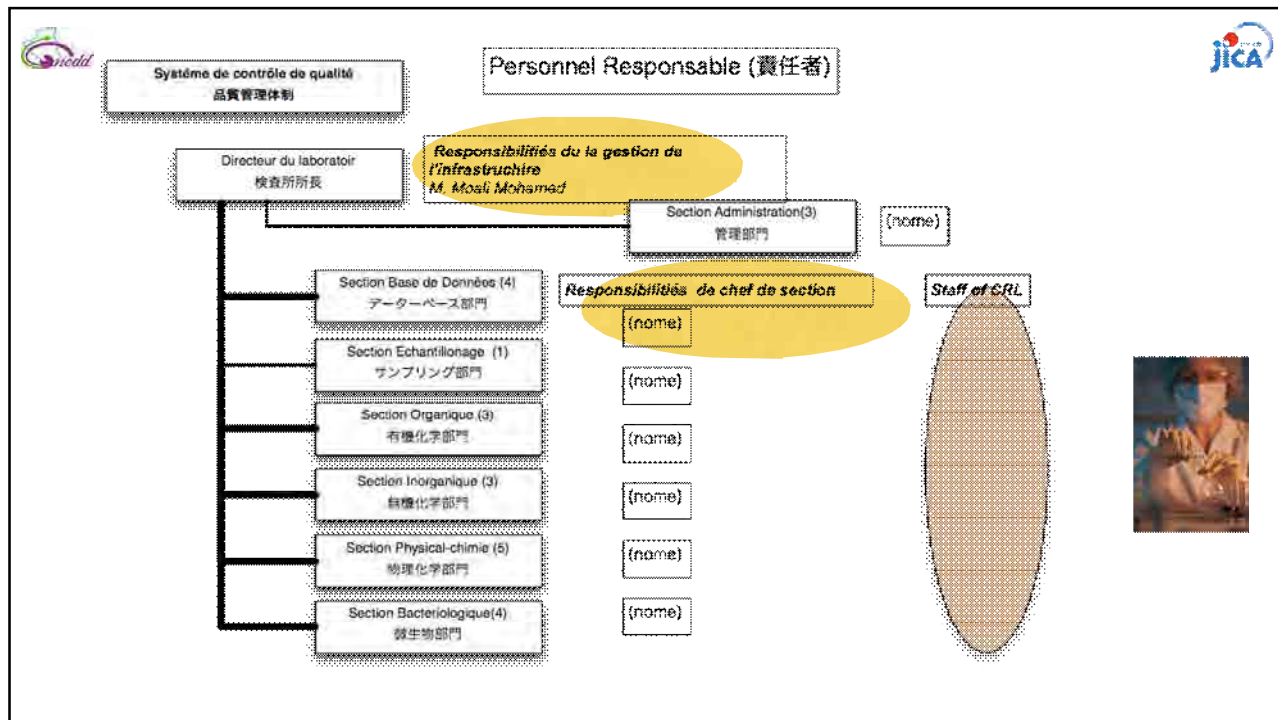 Onedd
jICA
Systéme de contrôle de qualité
品質管理体制
Personnel Responsable (責任者)
Directeur du laboratoir
検査所所長
Responsibilitiés du la gestion de
l'infrastruchire
M. Moali Mohamed
Section Administration(3)
管理部門
(nome)
Section Base de Données (4)
アーターベース部門
Responsibilitiés de chef de section
Staff of CRL
(nome)
Section Echantillonage (1)
サンプリング部門
(nome)
Section Organique (3)
有機化学部門
(nome)
Section Inorganique (3)
無機化学部門
(nome)
Section Physical-chimie (5)
物理化学部門
(nome)
Section Bacteriologique(4)
微生物部門
(nome)